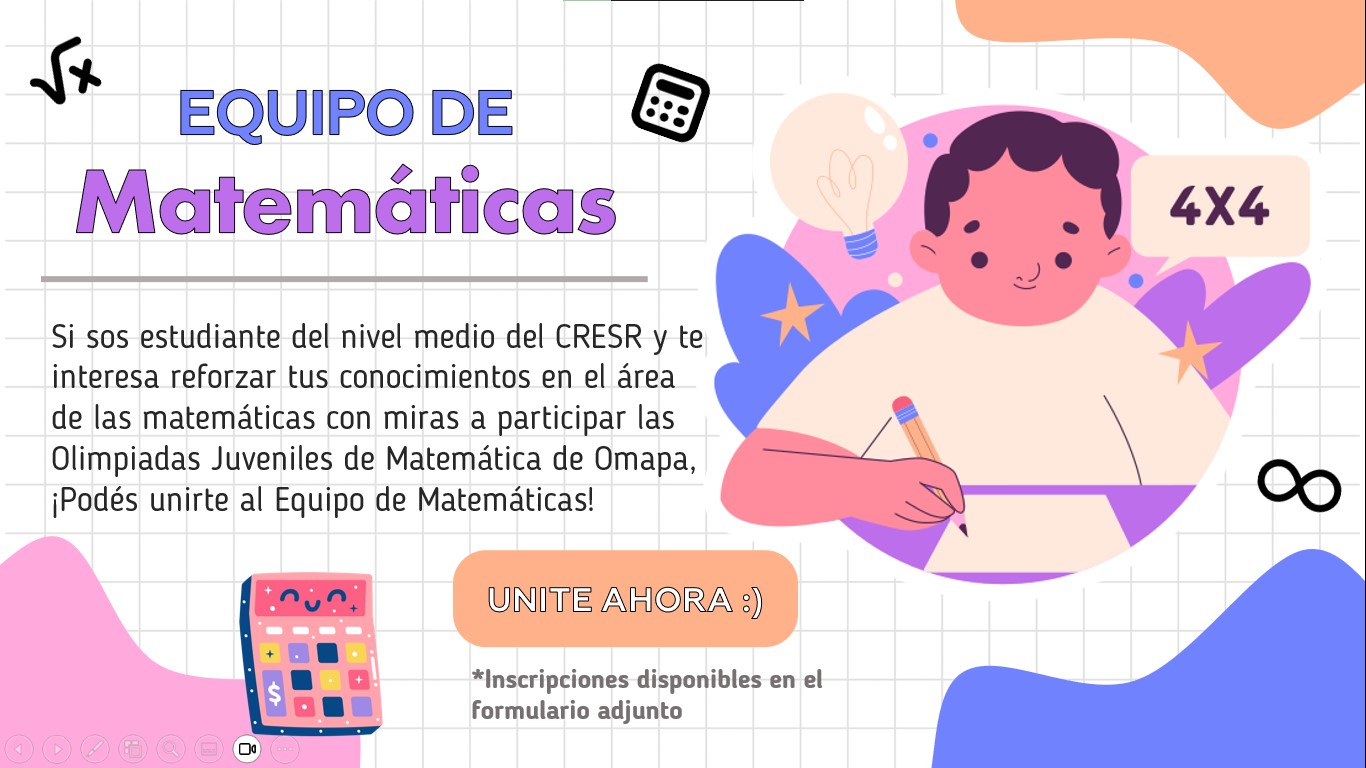 √x
EQUIPO DE
Matemáticas
4X4
Si sos estudiante del nivel medio del CRESR y te
interesa reforzar tus conocimientos en el área
de las matemáticas con miras a participar las
Olimpiadas Juveniles de Matemática de Omapa,
¡Podés unirte al Equipo de Matemáticas!
$
UNITE AHORA :)
*Inscripciones disponibles en el
formulario adjunto